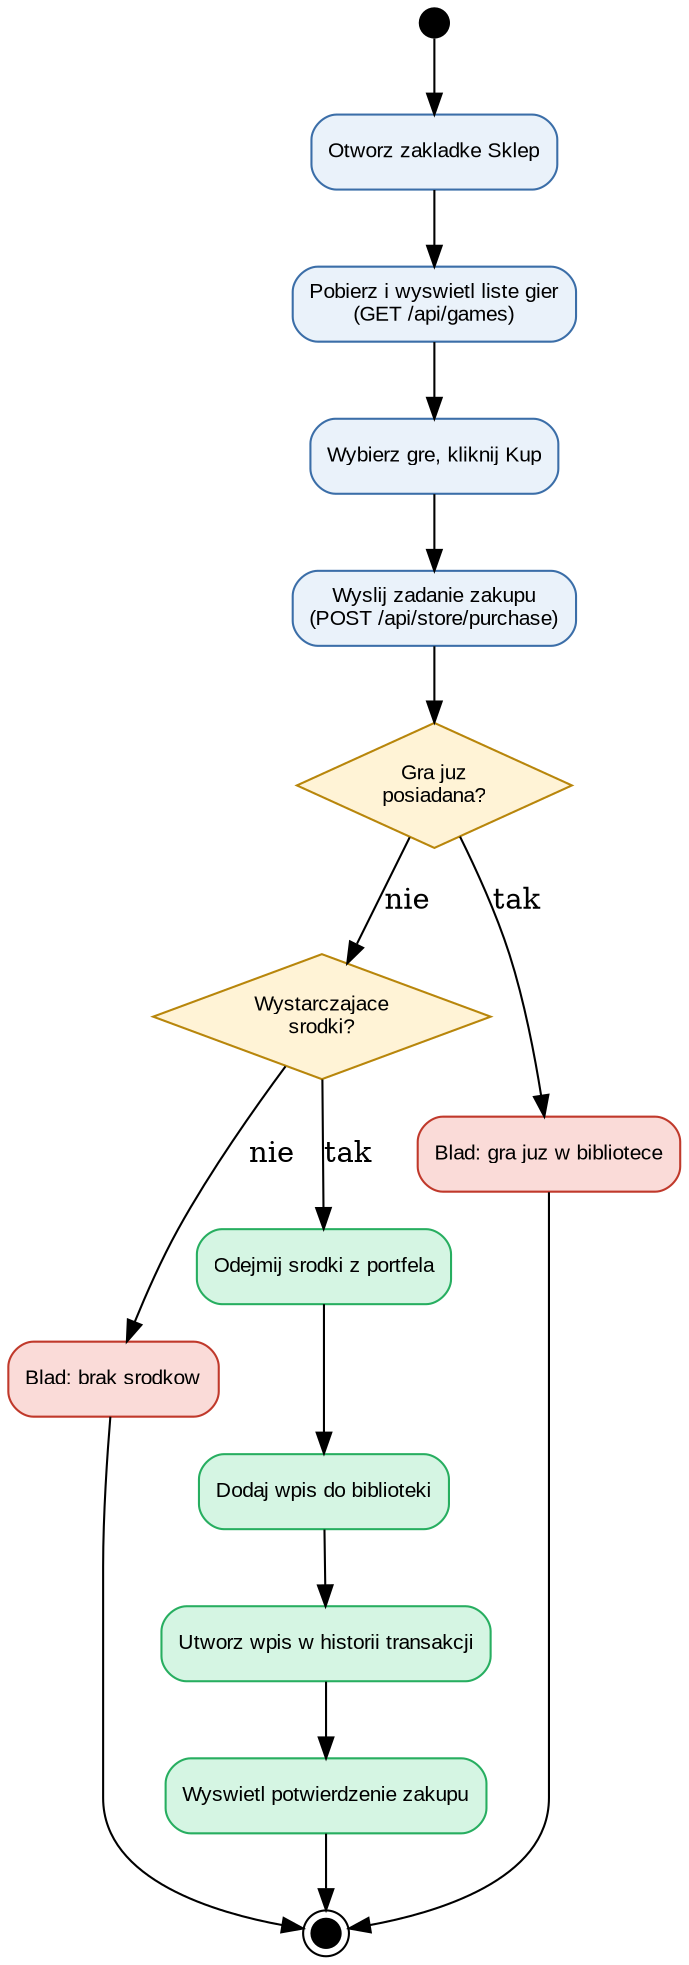 Otworz zakladke Sklep
Pobierz i wyswietl liste gier
(GET /api/games)
Wybierz gre, kliknij Kup
Wyslij zadanie zakupu
(POST /api/store/purchase)
Gra juz
posiadana?
nie
tak
Wystarczajace
srodki?
nie
tak
Blad: gra juz w bibliotece
Odejmij srodki z portfela
Blad: brak srodkow
Dodaj wpis do biblioteki
Utworz wpis w historii transakcji
Wyswietl potwierdzenie zakupu